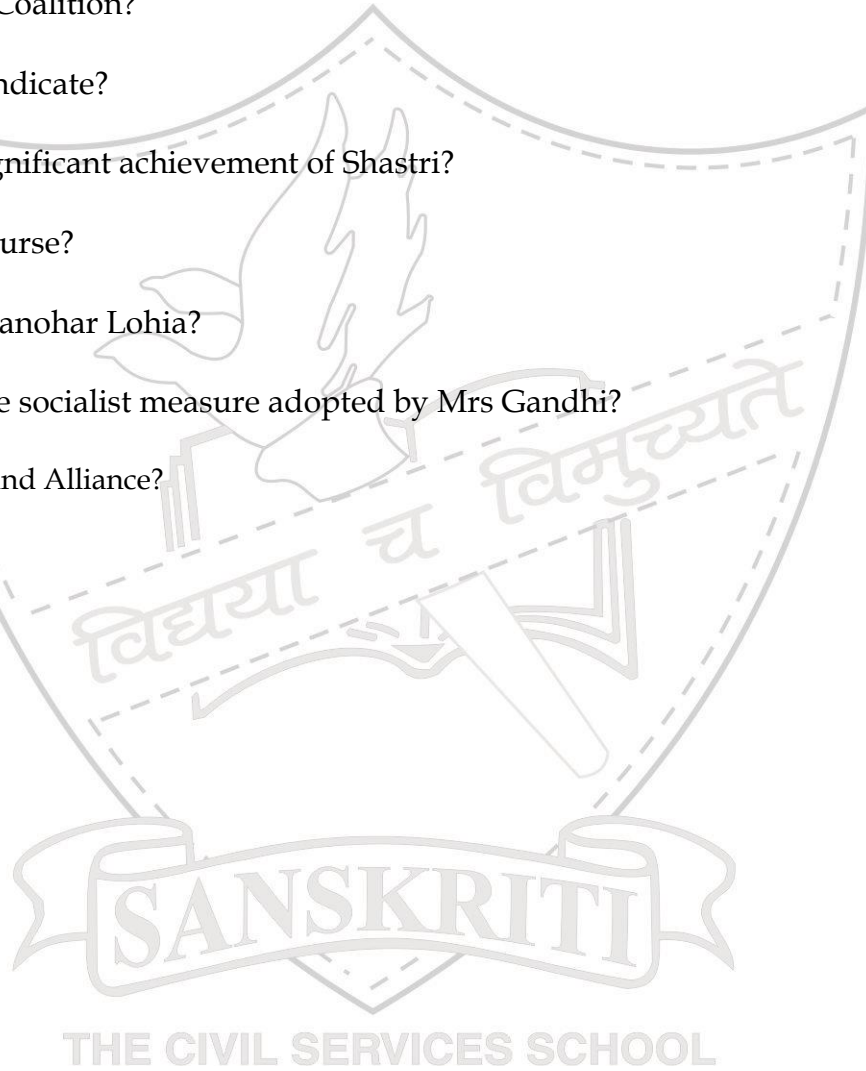 Coalition?
ndicate?
gnificant achievement of Shastri?
urse?
anohar Lohia?
e socialist measure adopted by Mrs Gandhi?
nd Alliance?
विद्यया च विमुच्यते
SANSKRITI
THE CIVIL SERVICES SCHOOL